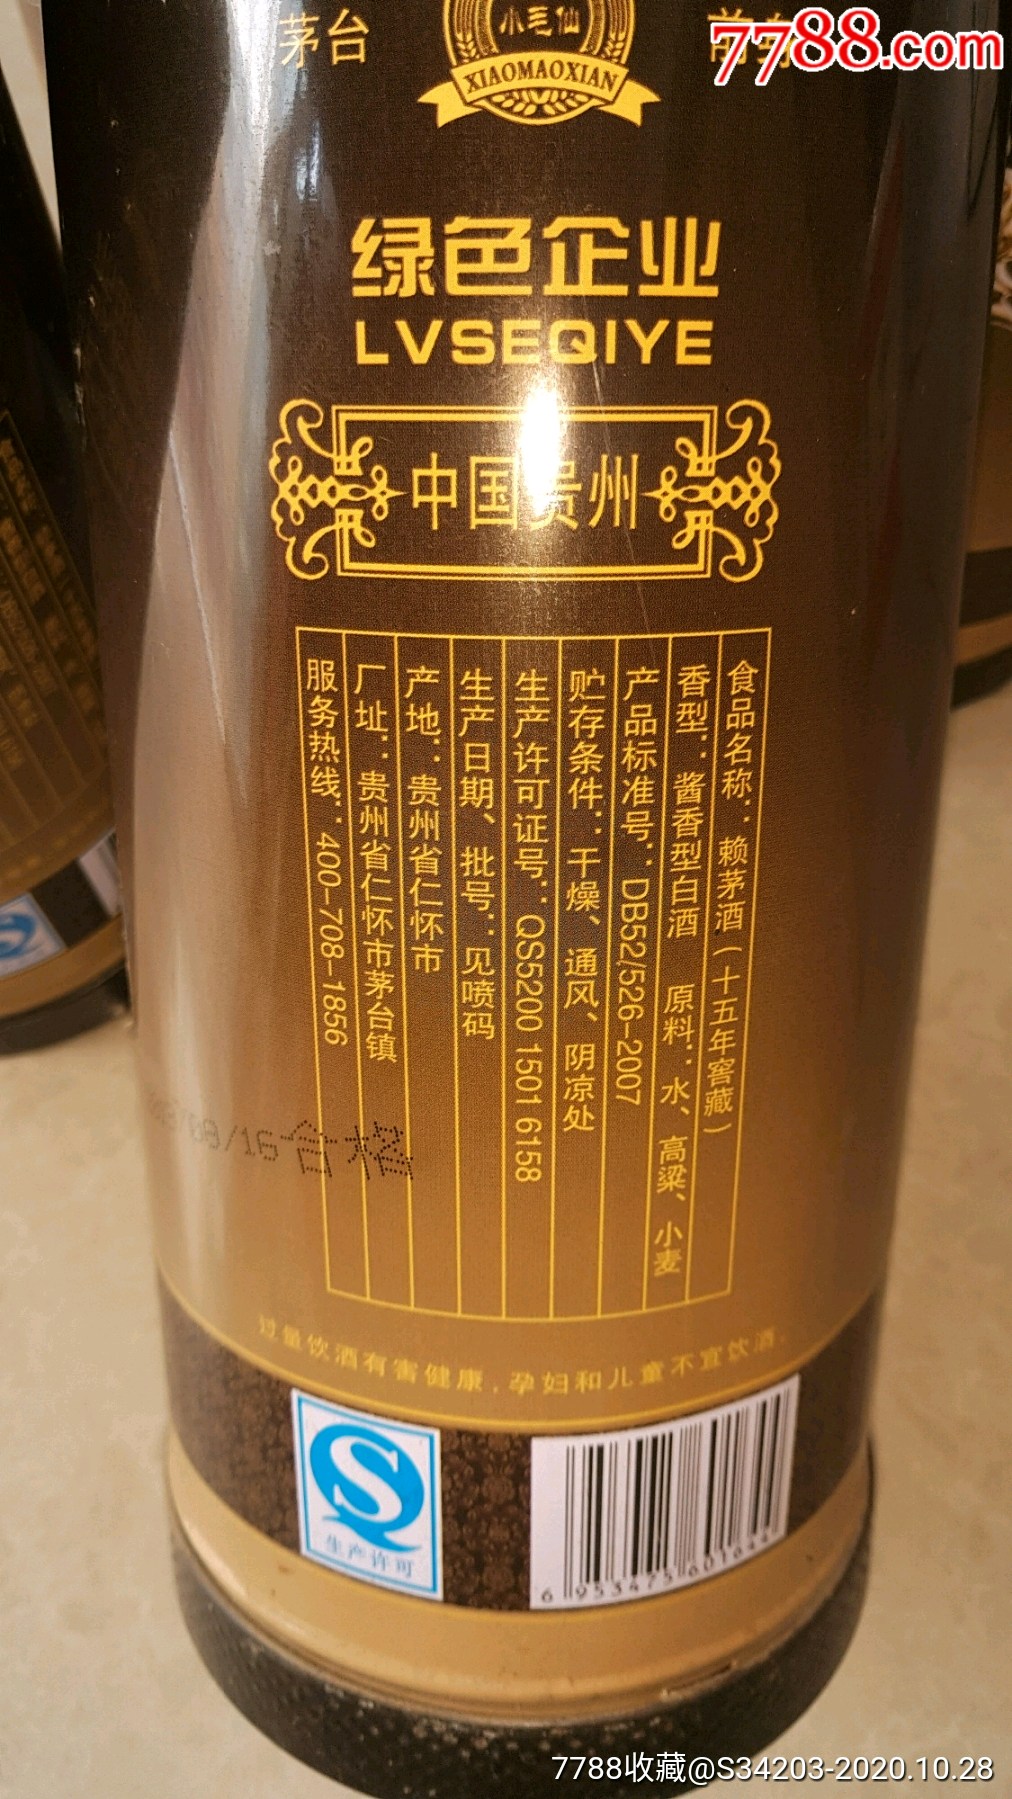 茅台
小毛仙
XIAOMAOXIAN
7788.com
绿色企业
LVSEQIYE
中国贵州
食品名称：赖茅酒（十五年窖藏）
香型：酱香型白酒 原料：水、高粱、小麦
产品标准号：DB52/526-2007
贮存条件：干燥、通风、阴凉处
生产许可证号：QS5200 1501 6158
生产日期、批号：见喷码
产地：贵州省仁怀市
厂址：贵州省仁怀市茅台镇
服务热线：400-708-1856
/08/16合格
过量饮酒有害健康，孕妇和儿童不宜饮酒。
生产许可
6 953475 60164
7788收藏@S34203-2020.10.28